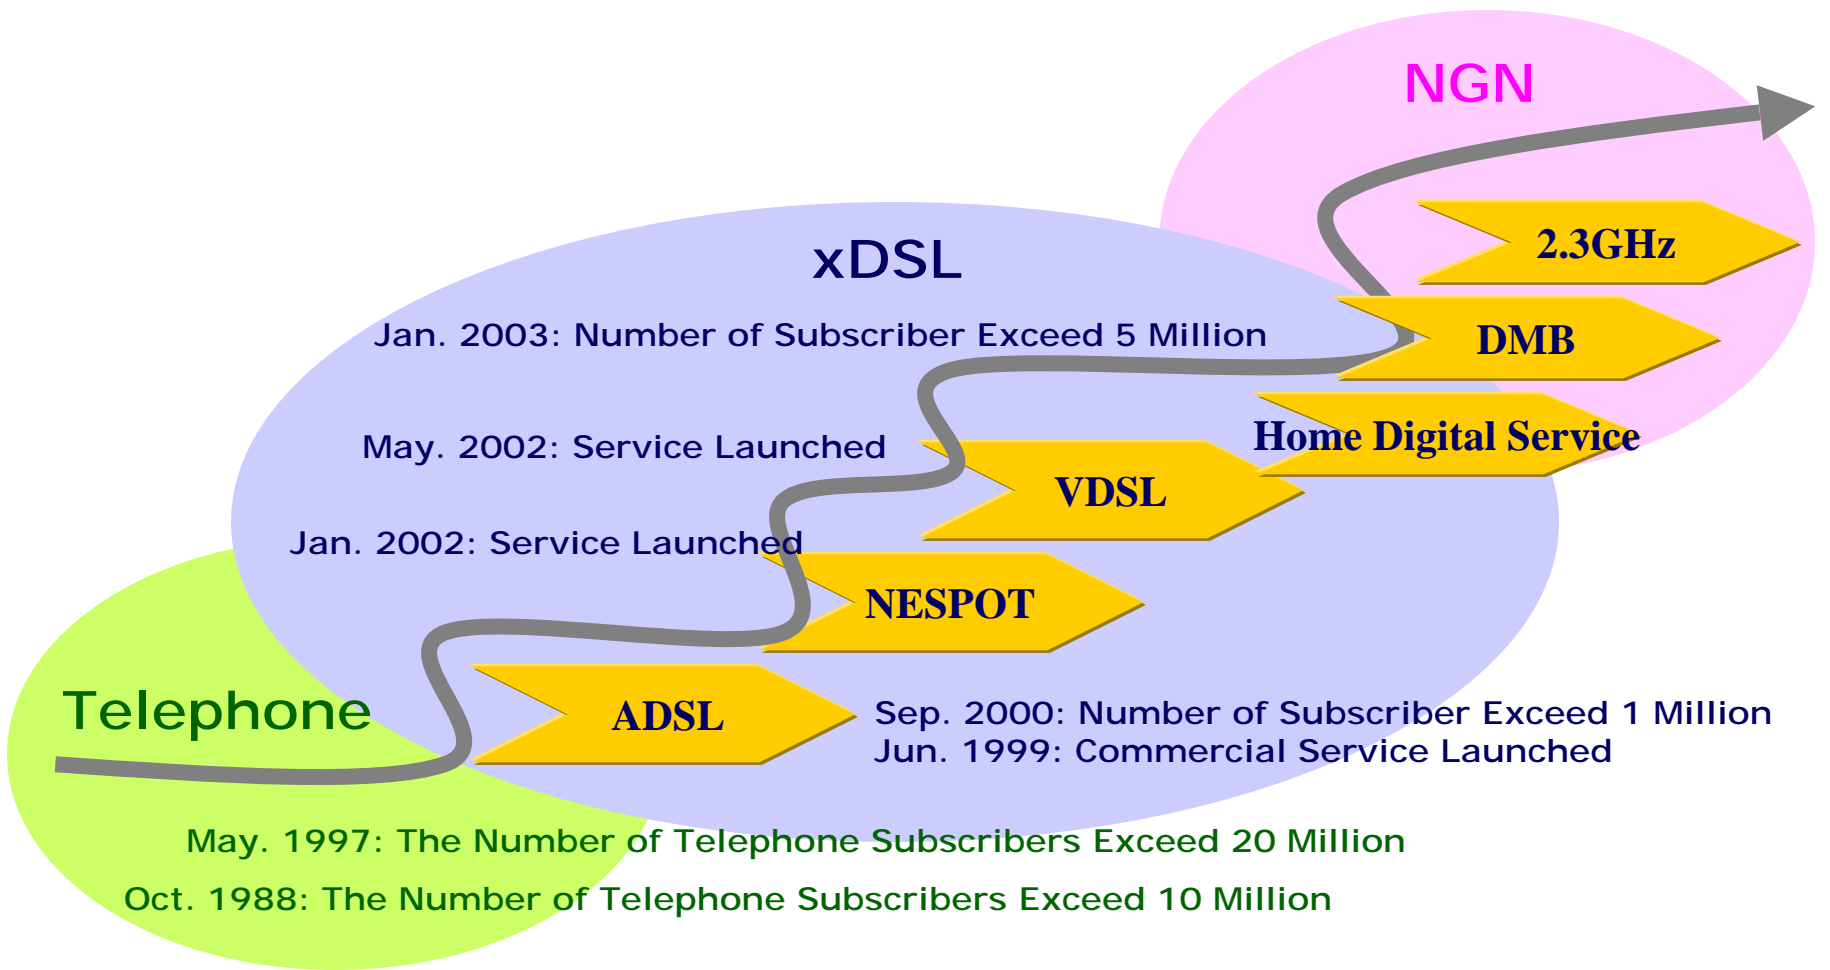 NGN
2.3GHz
xDSL
Jan. 2003: Number of Subscriber Exceed 5 Million
DMB
Home Digital Service
May. 2002: Service Launched
VDSL
Jan. 2002: Service Launched
NESPOT
Telephone
ADSL
Sep. 2000: Number of Subscriber Exceed 1 Million
Jun. 1999: Commercial Service Launched
May. 1997: The Number of Telephone Subscribers Exceed 20 Million
Oct. 1988: The Number of Telephone Subscribers Exceed 10 Million